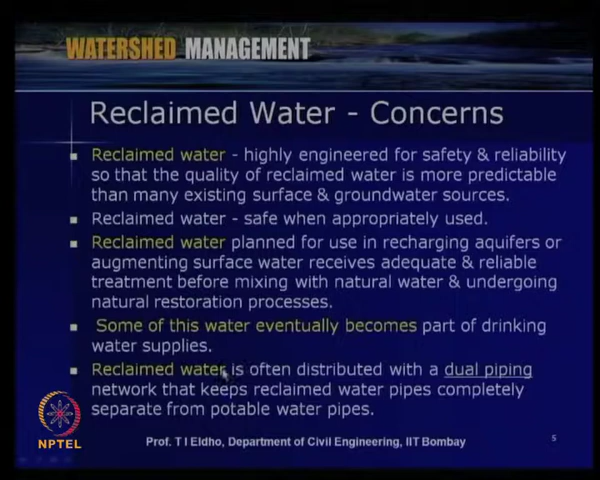 WATERSHED MANAGEMENT
Reclaimed Water - Concerns
Reclaimed water - highly engineered for safety & reliability
so that the quality of reclaimed water is more predictable
than many existing surface & groundwater sources.
Reclaimed water - safe when appropriately used.
Reclaimed water planned for use in recharging aquifers or
augmenting surface water receives adequate & reliable
treatment before mixing with natural water & undergoing
natural restoration processes.
Some of this water eventually becomes part of drinking
water supplies.
Reclaimed water is often distributed with a dual piping
network that keeps reclaimed water pipes completely
separate from potable water pipes.
NPTEL
Prof. T I Eldho, Department of Civil Engineering, IIT Bombay
5